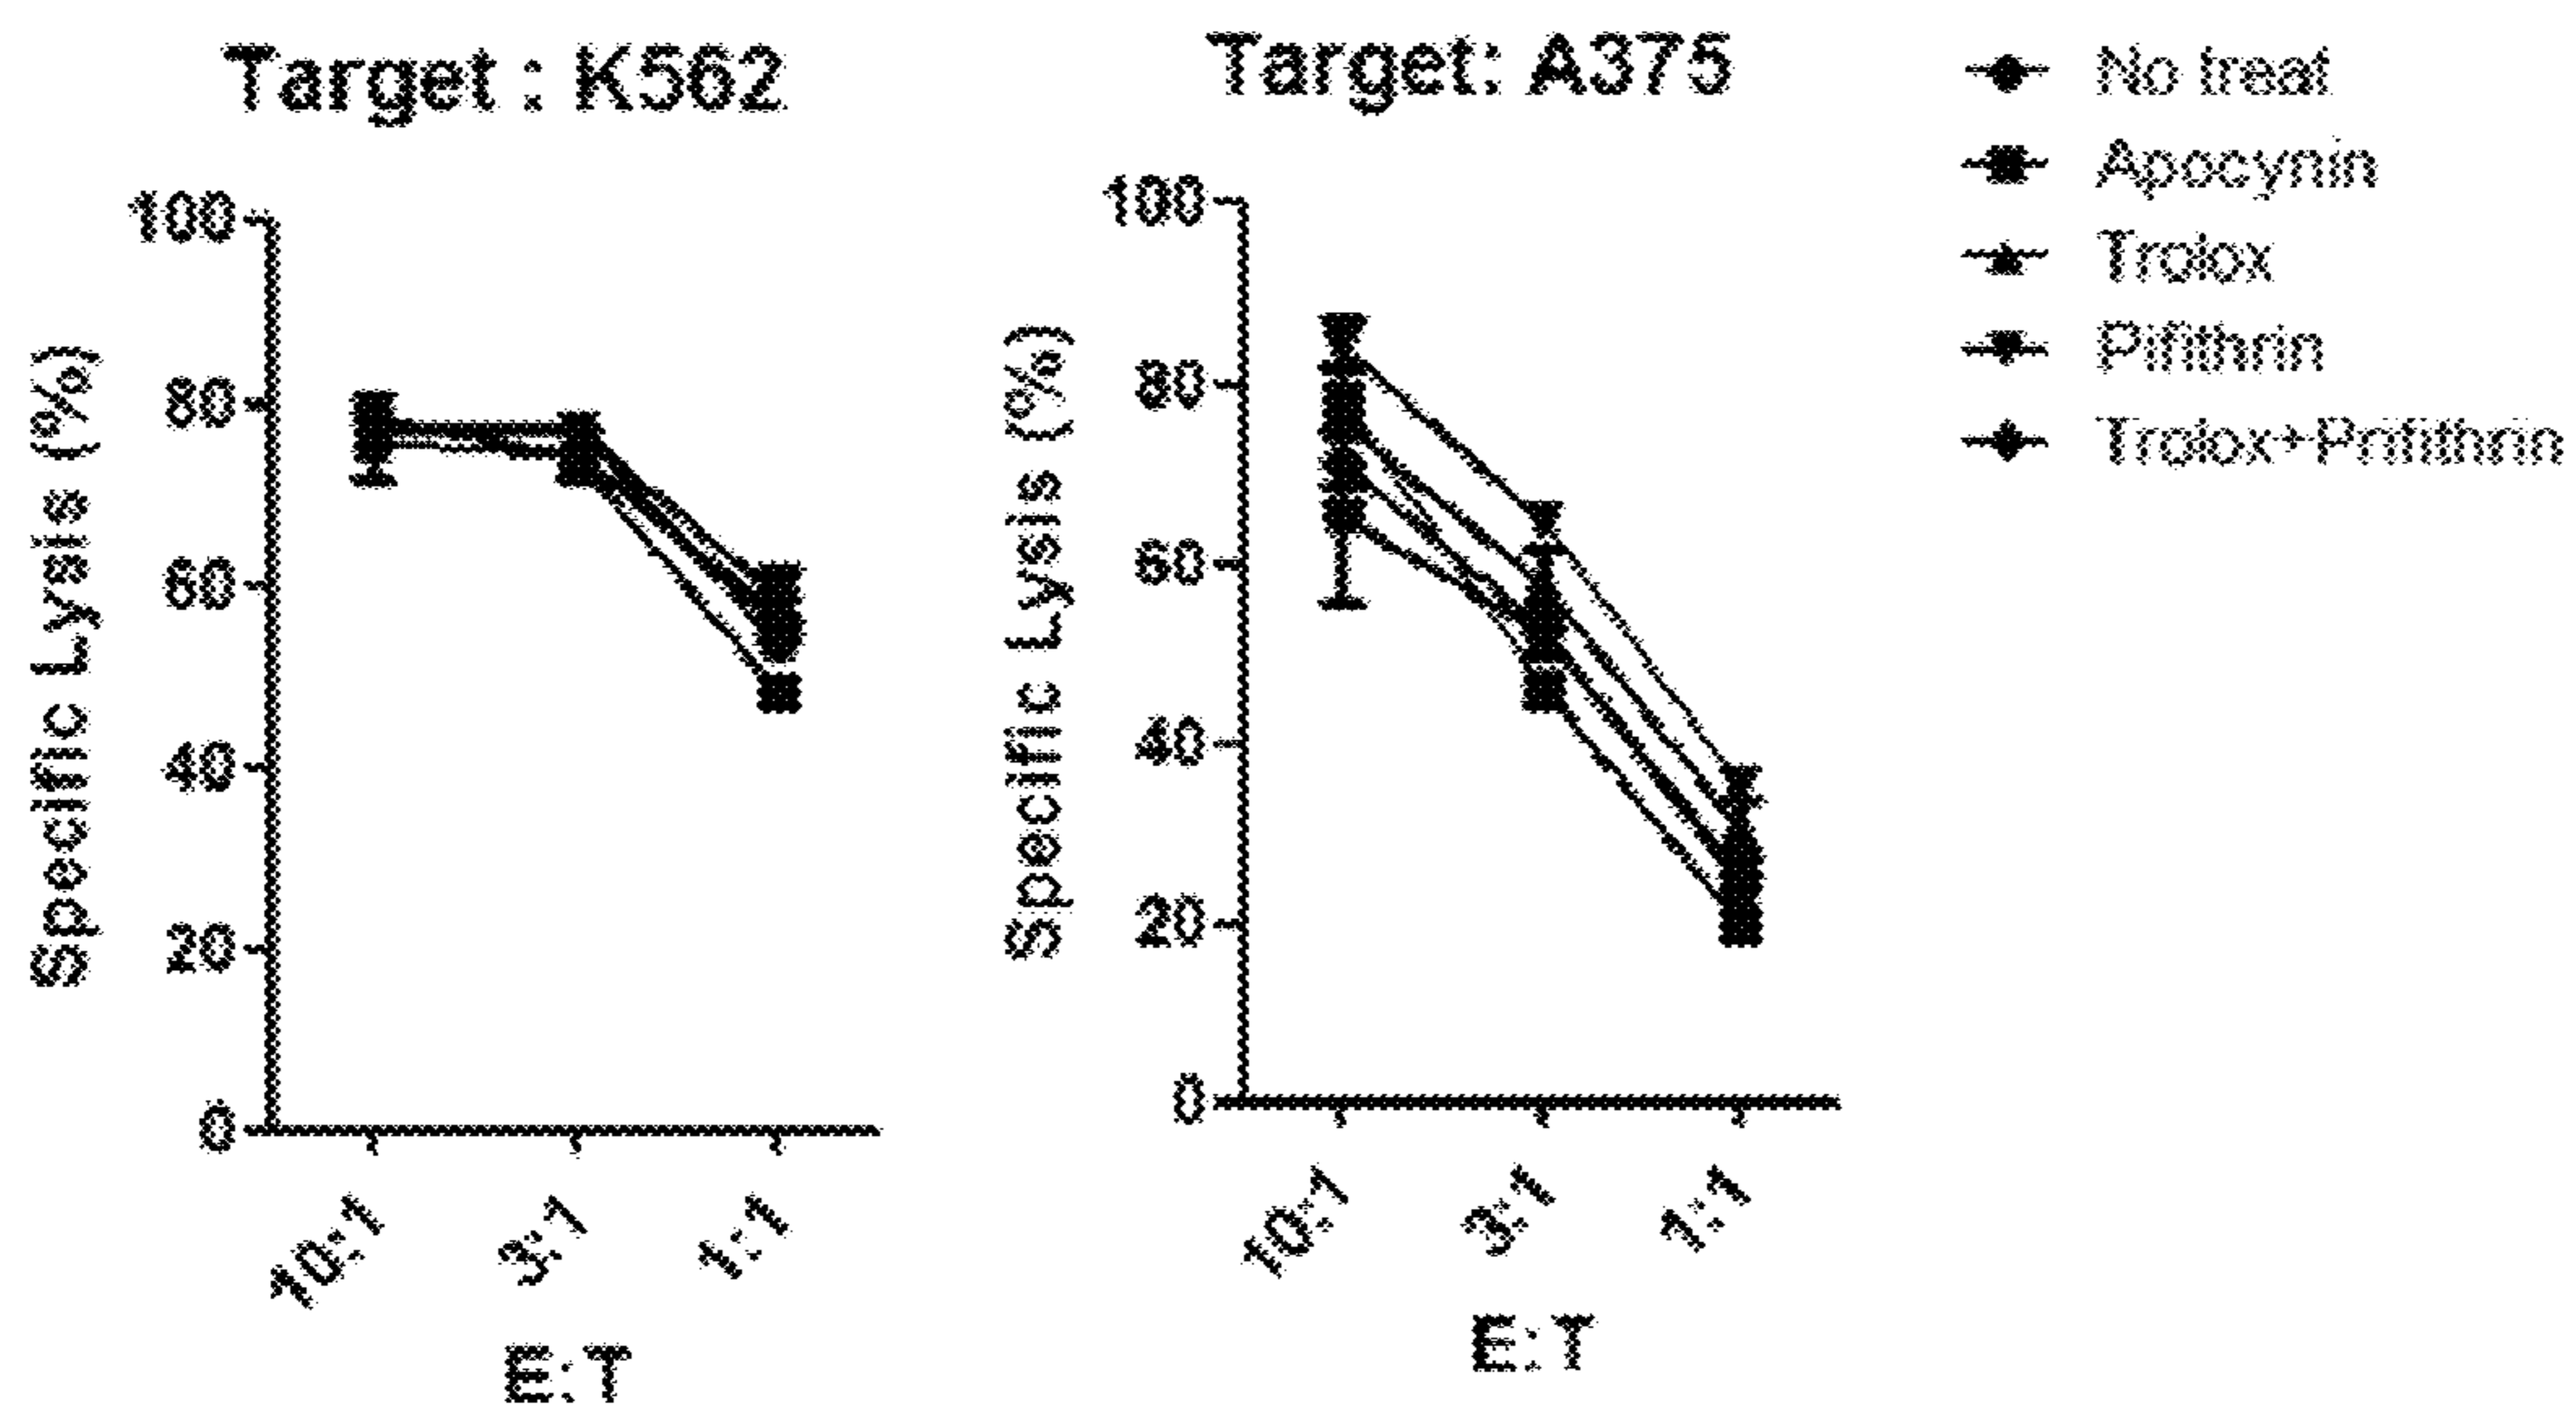 Target : K562
Specific Lysis (%)
100
80
60
40
20
0
10:1
3:1
1:1
E:T
Target: A375
Specific Lysis (%)
100
80
60
40
20
0
10:1
3:1
1:1
E:T
No treat
Apocynin
Trolox
Pifithrin
Trolox+Prifithrin